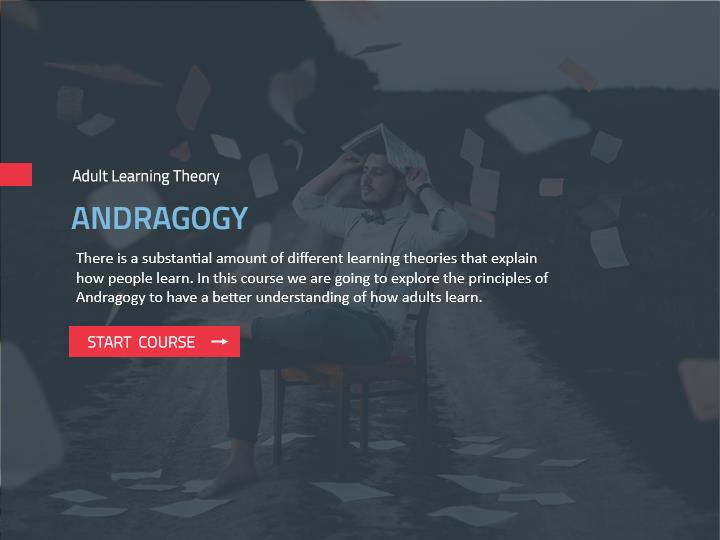 Adult Learning Theory
ANDRAGOGY
There is a substantial amount of different learning theories that explain
how people learn. In this course we are going to explore the principles of
Andragogy to have a better understanding of how adults learn.
START COURSE